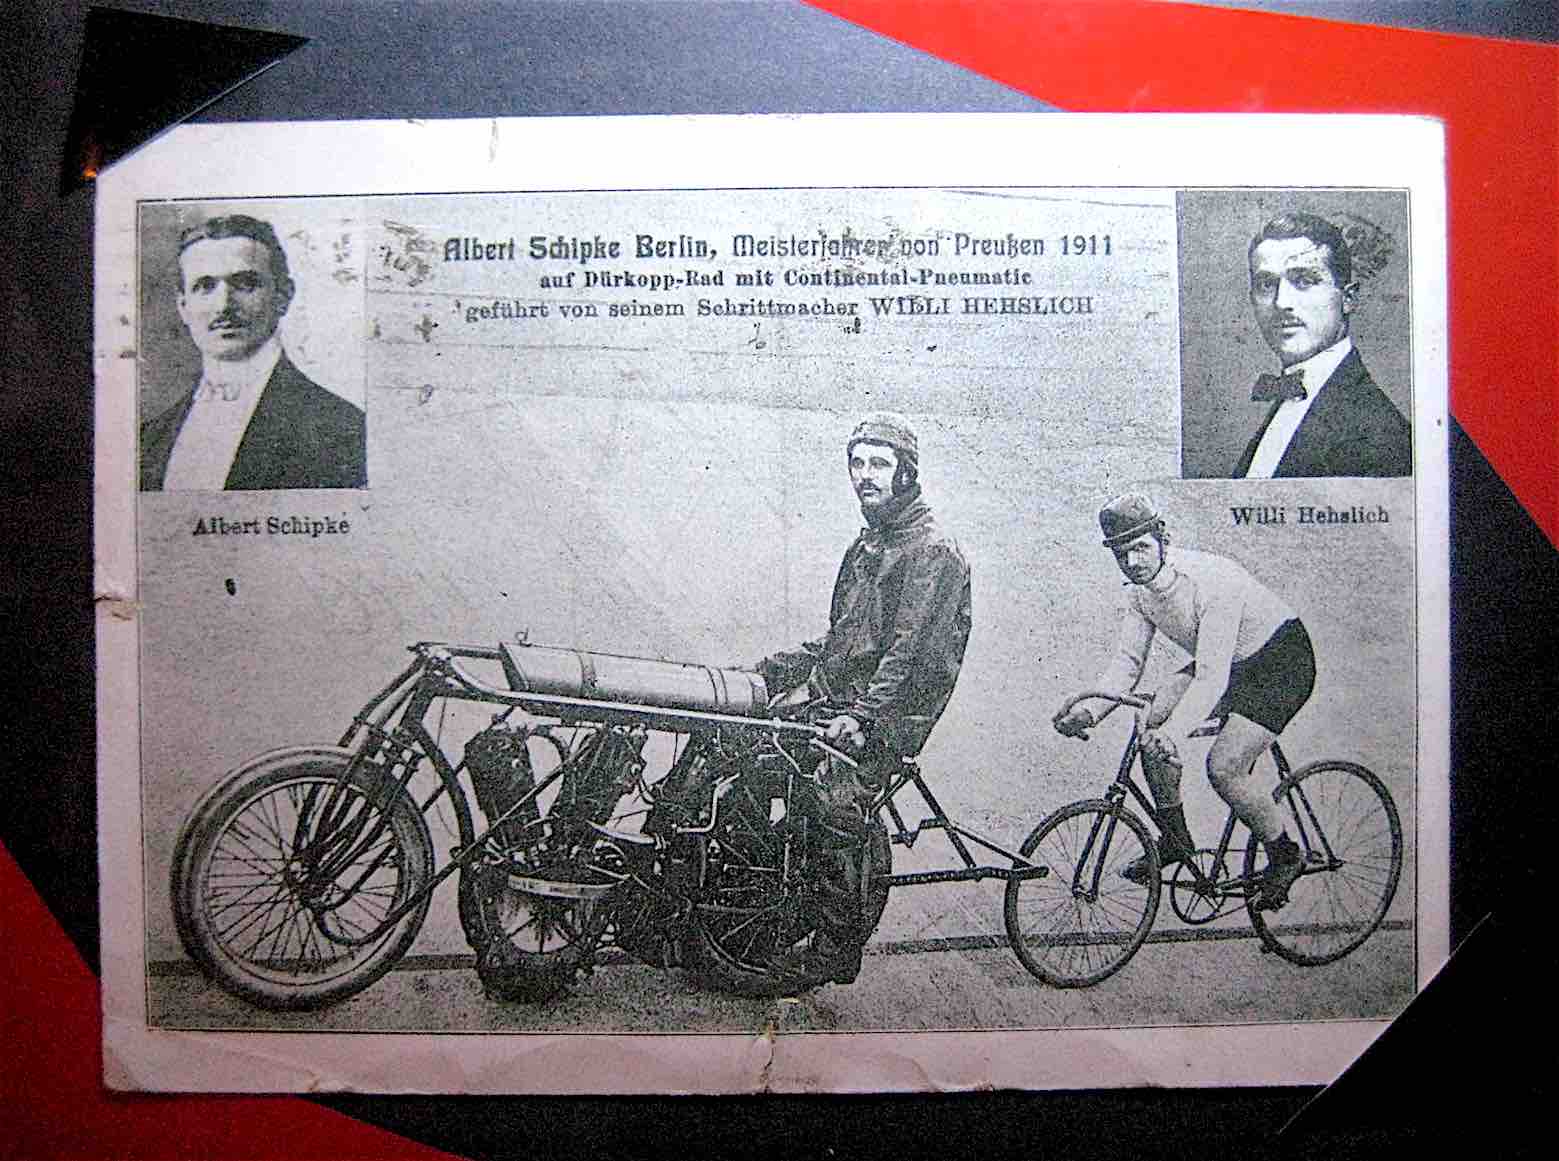 Albert Schipke Berlin, Meisterfahrer von Preußen 1911
auf Dürkopp-Rad mit Continental-Pneumatic
geführt von seinem Schrittmacher WILLI HEHSLICH
Albert Schipke
Willi Hehslich